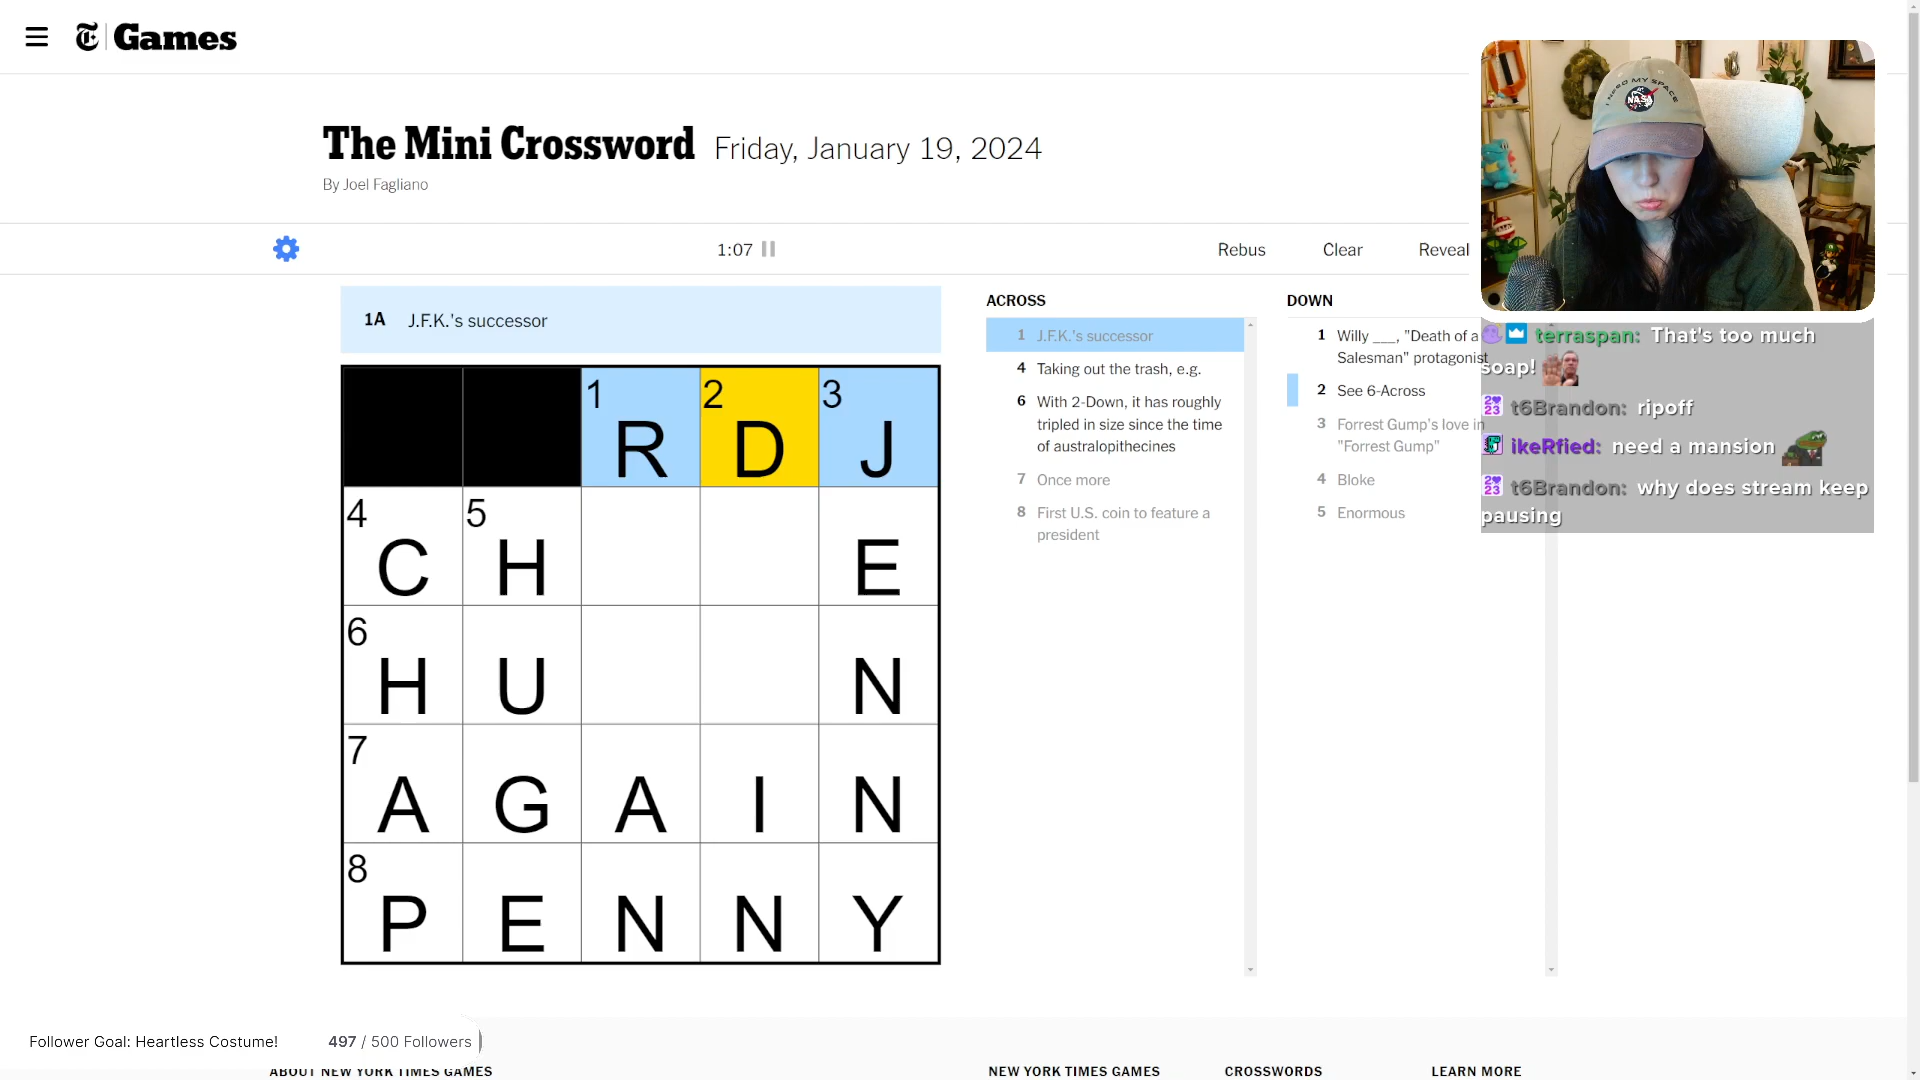 T Games
The Mini Crossword Friday, January 19, 2024
By Joel Fagliano
1:07
Rebus
Clear
Reveal
1A J.F.K.'s successor
1 R
2 D
3 J
4 C
5 H
E
6 H
U
N
7 A
G
A
I
N
8 P
E
N
N
Y
ACROSS
1 J.F.K.'s successor
4 Taking out the trash, e.g.
6 With 2-Down, it has roughly
tripled in size since the time
of australopithecines
7 Once more
8 First U.S. coin to feature a
president
DOWN
1 Willy ___, "Death of a
Salesman" protagonist
2 See 6-Across
3 Forrest Gump's love in
"Forrest Gump"
4 Bloke
5 Enormous
I NEED MY SPACE
NASA
terraspan: That's too much
soap!
t6Brandon: ripoff
ikeRfied: need a mansion
t6Brandon: why does stream keep
pausing
Follower Goal: Heartless Costume! 497 / 500 Followers
ABOUT NEW YORK TIMES GAMES
NEW YORK TIMES GAMES
CROSSWORDS
LEARN MORE